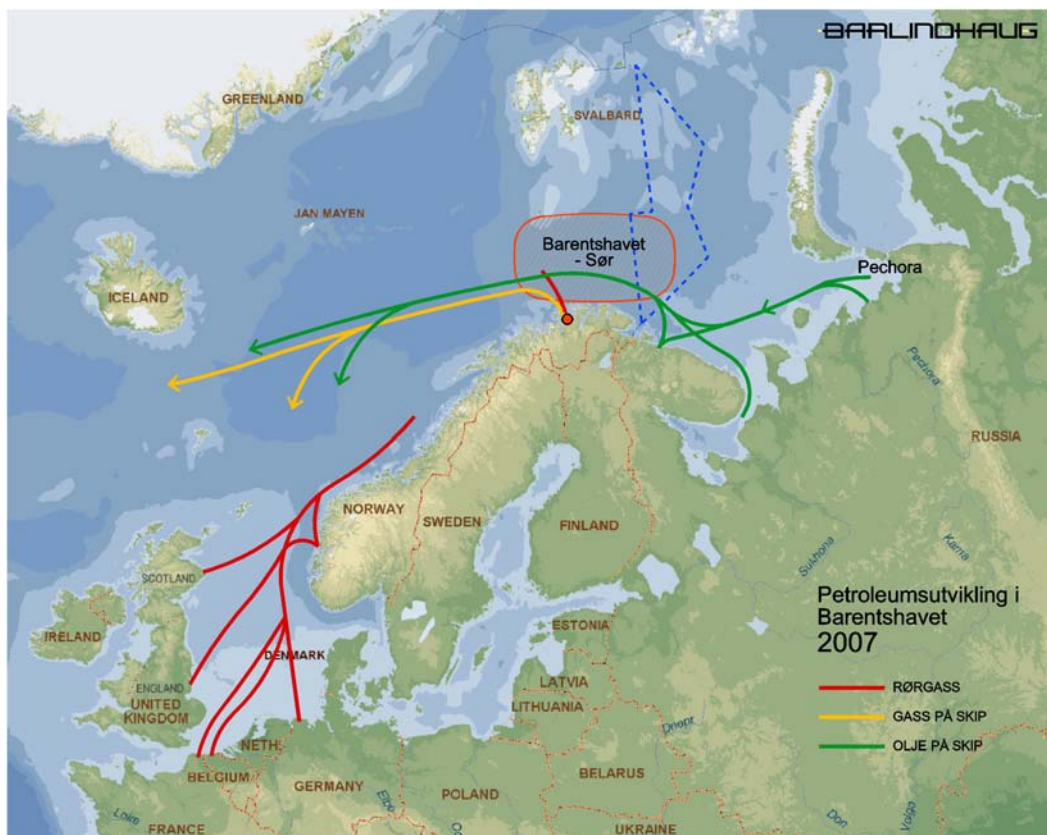 BARLINDHAUG
GREENLAND
SVALBARD
JAN MAYEN
Barentshavet
- Sør
Pechora
ICELAND
Pechora
RUSSIA
NORWAY
SWEDEN
FINLAND
Kama
Sukhona
SCOTLAND
Petroleumsutvikling i
Barentshavet
2007
IRELAND
ESTONIA
DENMARK
ENGLAND
UNITED
KINGDOM
LATVIA
LITHUANIA
RØRGASS
GASS PÅ SKIP
OLJE PÅ SKIP
Dnepr
NETH
BELGIUM
GERMANY
POLAND
BELARUS
Elbe
Loire
FRANCE
UKRAINE
Don
Volga